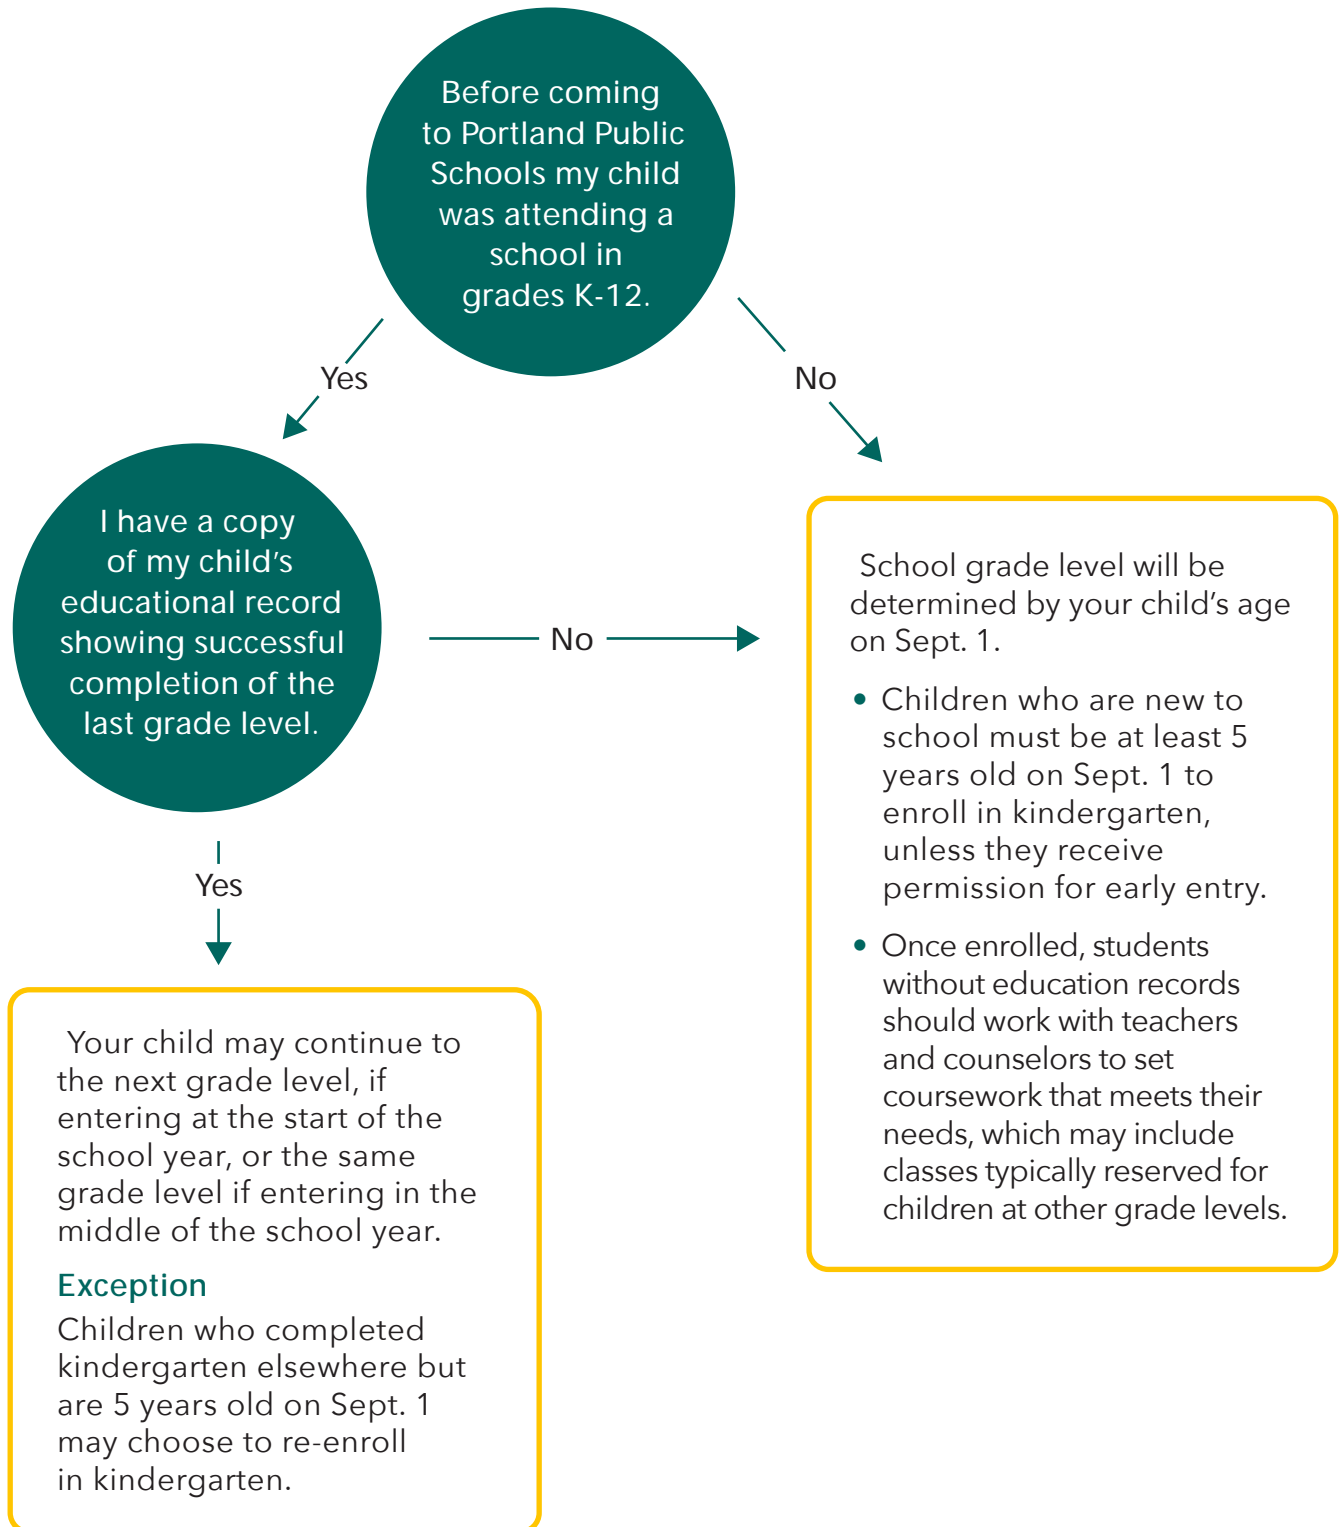 Before coming
to Portland Public
Schools my child
was attending a
school in
grades K-12.
Yes
No
I have a copy
of my child's
educational record
showing successful
completion of the
last grade level.
No
School grade level will be
determined by your child's age
on Sept. 1.
• Children who are new to
school must be at least 5
years old on Sept. 1 to
enroll in kindergarten,
unless they receive
permission for early entry.
• Once enrolled, students
without education records
should work with teachers
and counselors to set
coursework that meets their
needs, which may include
classes typically reserved for
children at other grade levels.
Yes
Your child may continue to
the next grade level, if
entering at the start of the
school year, or the same
grade level if entering in the
middle of the school year.
Exception
Children who completed
kindergarten elsewhere but
are 5 years old on Sept. 1
may choose to re-enroll
in kindergarten.